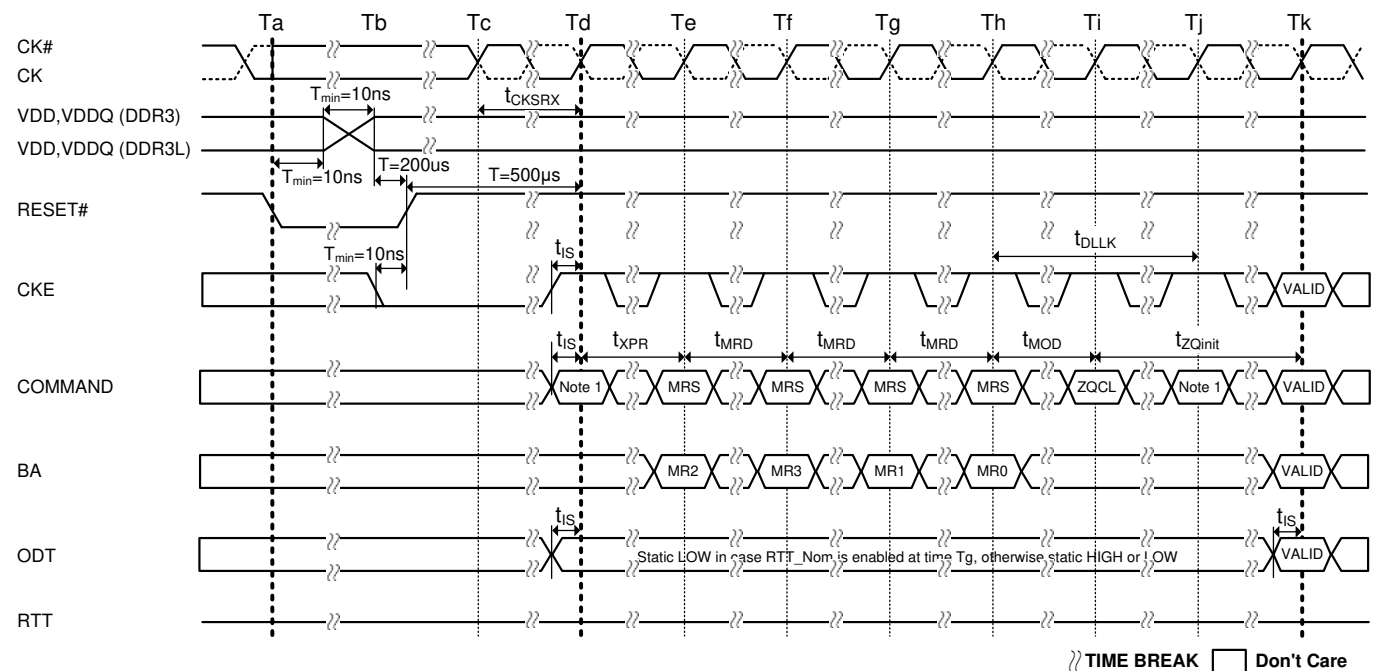 Ta Tb Tc Td Te Tf Tg Th Ti Tj Tk
CK#
CK
Tmin=10ns
tCKSRX
VDD,VDDQ (DDR3)
VDD,VDDQ (DDR3L)
Tmin=10ns
T=200us
T=500µs
RESET#
Tmin=10ns
tIS
tDLLK
CKE
VALID
tIS tXPR tMRD tMRD tMRD tMOD tZQinit
COMMAND
Note 1 MRS MRS MRS MRS ZQCL Note 1 VALID
BA
MR2 MR3 MR1 MR0 VALID
tIS
tIS
ODT
Static LOW in case RTT_Nom is enabled at time Tg, otherwise static HIGH or LOW
VALID
RTT
TIME BREAK Don't Care